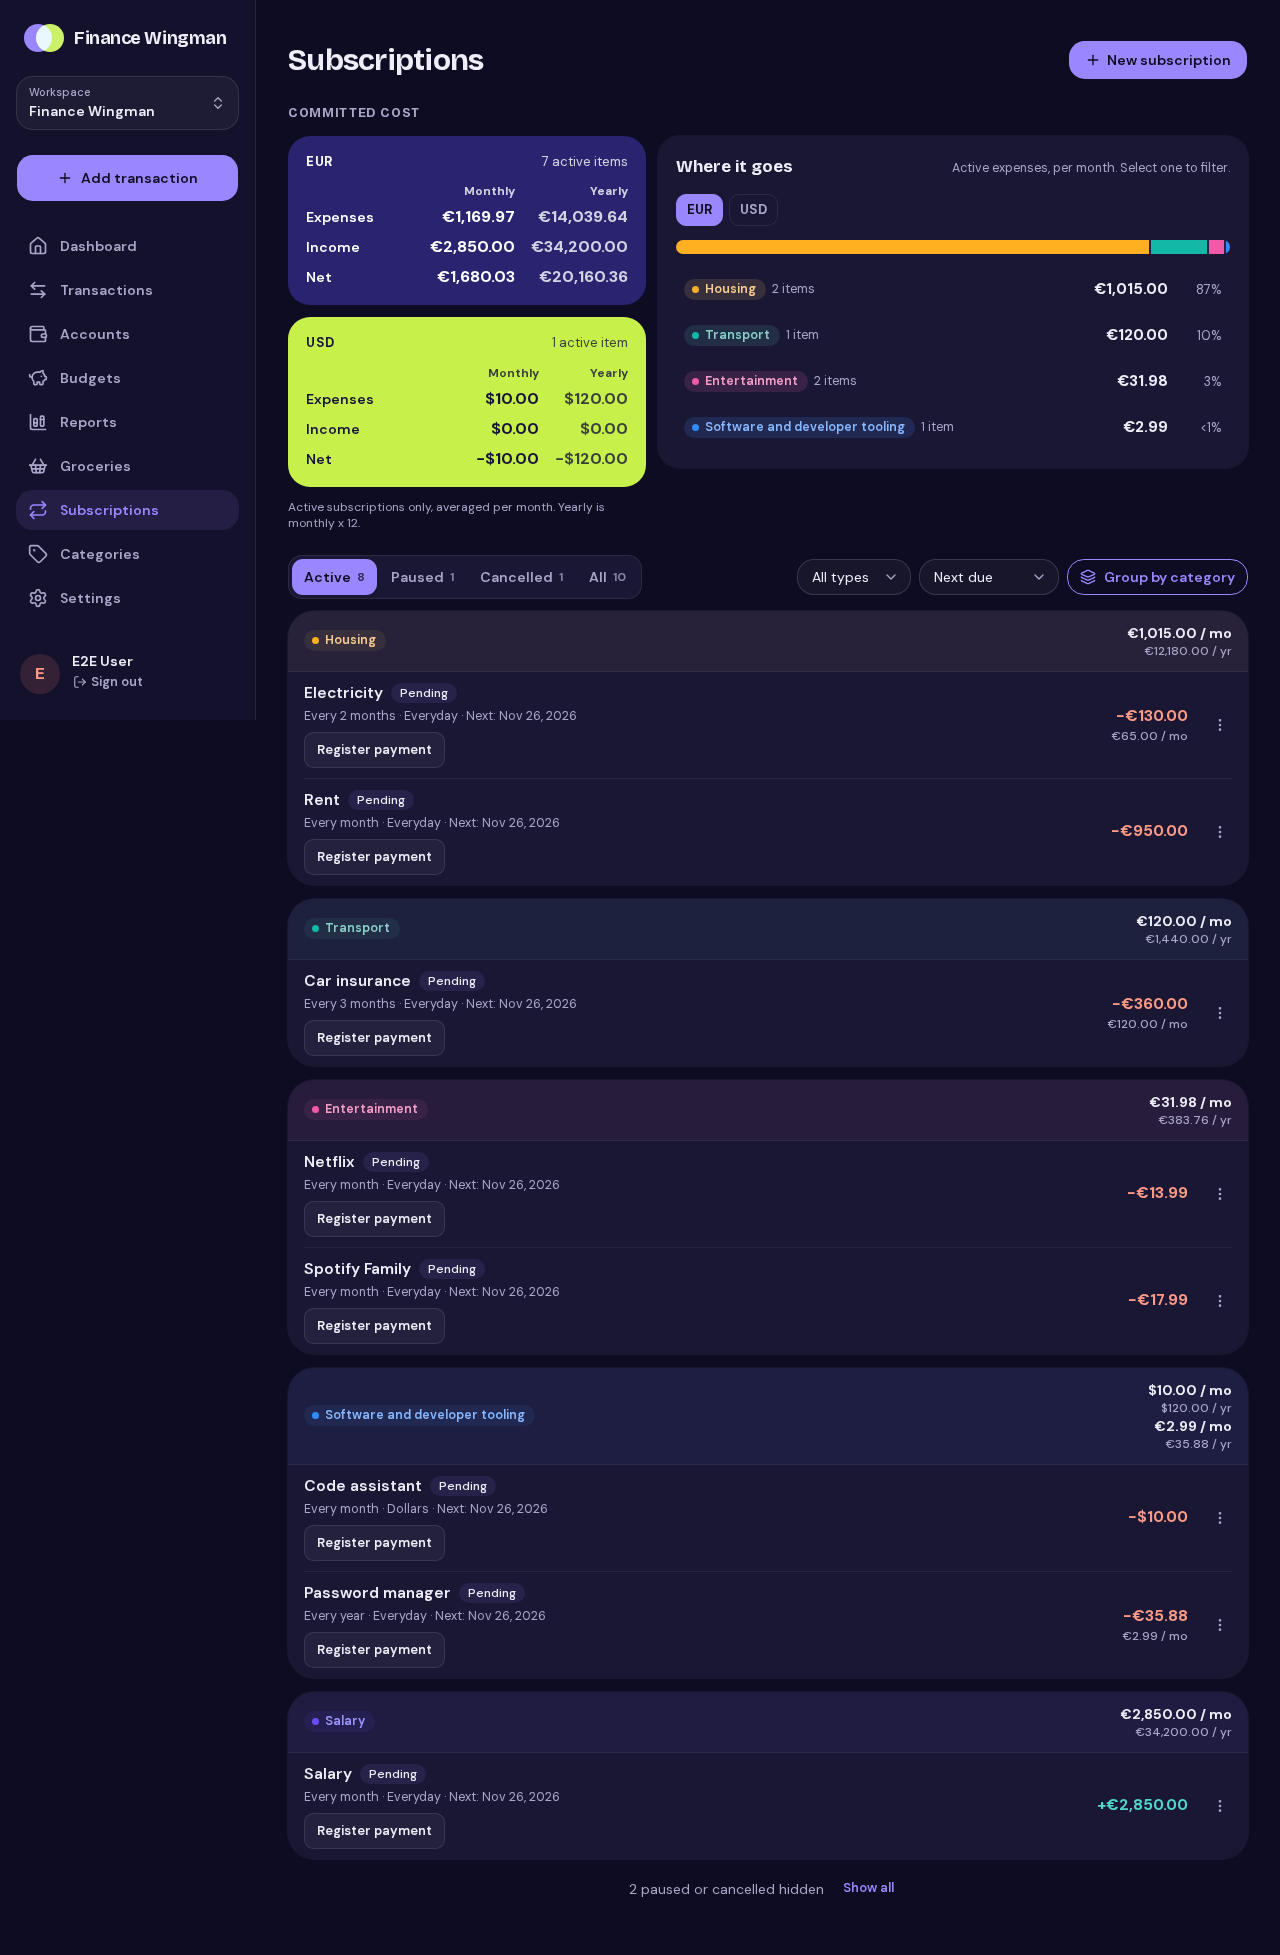 Finance Wingman
Workspace
Finance Wingman
Add transaction
Dashboard
Transactions
Accounts
Budgets
Reports
Groceries
Subscriptions
Categories
Settings
E
E2E User
Sign out
Subscriptions
New subscription
COMMITTED COST
EUR 7 active items
Monthly Yearly
Expenses €1,169.97 €14,039.64
Income €2,850.00 €34,200.00
Net €1,680.03 €20,160.36
USD 1 active item
Monthly Yearly
Expenses $10.00 $120.00
Income $0.00 $0.00
Net -$10.00 -$120.00
Active subscriptions only, averaged per month. Yearly is
monthly x 12.
Where it goes Active expenses, per month. Select one to filter.
EUR USD
Housing 2 items €1,015.00 87%
Transport 1 item €120.00 10%
Entertainment 2 items €31.98 3%
Software and developer tooling 1 item €2.99 <1%
Active 8 Paused 1 Cancelled 1 All 10 All types Next due Group by category
Housing €1,015.00 / mo
€12,180.00 / yr
Electricity Pending
Every 2 months · Everyday · Next: Nov 26, 2026
Register payment
-€130.00
€65.00 / mo
Rent Pending
Every month · Everyday · Next: Nov 26, 2026
Register payment
-€950.00
Transport €120.00 / mo
€1,440.00 / yr
Car insurance Pending
Every 3 months · Everyday · Next: Nov 26, 2026
Register payment
-€360.00
€120.00 / mo
Entertainment €31.98 / mo
€383.76 / yr
Netflix Pending
Every month · Everyday · Next: Nov 26, 2026
Register payment
-€13.99
Spotify Family Pending
Every month · Everyday · Next: Nov 26, 2026
Register payment
-€17.99
Software and developer tooling
$10.00 / mo
$120.00 / yr
€2.99 / mo
€35.88 / yr
Code assistant Pending
Every month · Dollars · Next: Nov 26, 2026
Register payment
-$10.00
Password manager Pending
Every year · Everyday · Next: Nov 26, 2026
Register payment
-€35.88
€2.99 / mo
Salary €2,850.00 / mo
€34,200.00 / yr
Salary Pending
Every month · Everyday · Next: Nov 26, 2026
Register payment
+€2,850.00
2 paused or cancelled hidden Show all